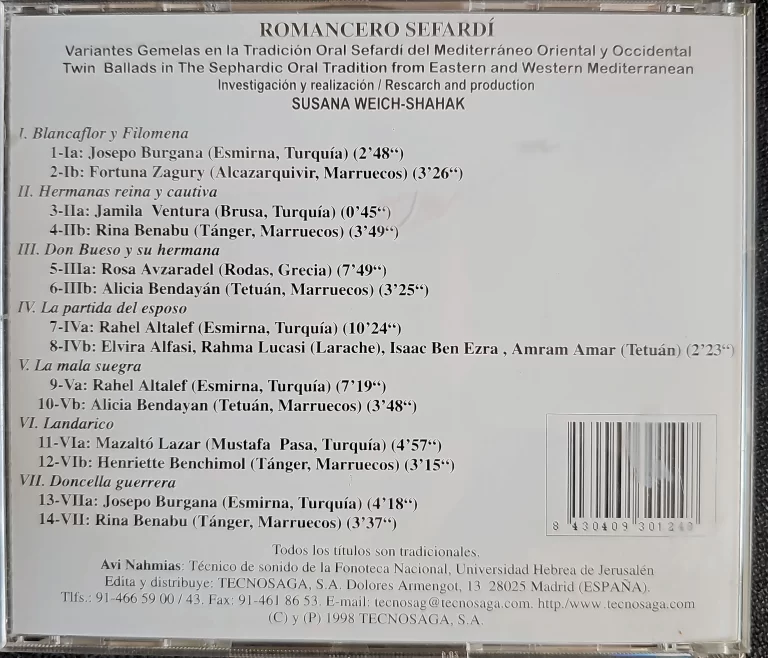 ROMANCERO SEFARDÍ
Variantes Gemelas en la Tradición Oral Sefardí del Mediterráneo Oriental y Occidental
Twin Ballads in The Sephardic Oral Tradition from Eastern and Western Mediterranean
Investigación y realización / Rescarch and production
SUSANA WEICH-SHAHAK
I. Blancaflor y Filomena
1-Ia: Josepo Burgana (Esmirna, Turquía) (2’48“)
2-Ib: Fortuna Zagury (Alcazarquivir, Marruecos) (3’26“)
II. Hermanas reina y cautiva
3-IIa: Jamila Ventura (Brusa, Turquía) (0’45“)
4-IIb: Rina Benabu (Tánger, Marruecos) (3’49“)
III. Don Bueso y su hermana
5-IIIa: Rosa Avzaradel (Rodas, Grecia) (7’49“)
6-IIIb: Alicia Bendayán (Tetuán, Marruecos) (3’25“)
IV. La partida del esposo
7-IVa: Rahel Altalef (Esmirna, Turquía) (10’24“)
8-IVb: Elvira Alfasi, Rahma Lucasi (Larache), Isaac Ben Ezra , Amram Amar (Tetuán) (2’23“)
V. La mala suegra
9-Va: Rahel Altalef (Esmirna, Turquía) (7’19“)
10-Vb: Alicia Bendayan (Tetuán, Marruecos) (3’48“)
VI. Landarico
11-VIa: Mazaltó Lazar (Mustafa Pasa, Turquía) (4’57“)
12-VIb: Henriette Benchimol (Tánger, Marruecos) (3’15“)
VII. Doncella guerrera
13-VIIa: Josepo Burgana (Esmirna, Turquía) (4’18“)
14-VII: Rina Benabu (Tánger, Marruecos) (3’37“)
8 430409 301243
Todos los títulos son tradicionales.
Avi Nahmias: Técnico de sonido de la Fonoteca Nacional, Universidad Hebrea de Jerusalén
Edita y distribuye: TECNOSAGA, S.A. Dolores Armengot, 13 28025 Madrid (ESPAÑA).
Tlfs.: 91-466 59 00 / 43. Fax: 91-461 86 53. E-mail: tecnosag@tecnosaga.com. http./www.tecnosaga.com
(C) y (P) 1998 TECNOSAGA, S.A.